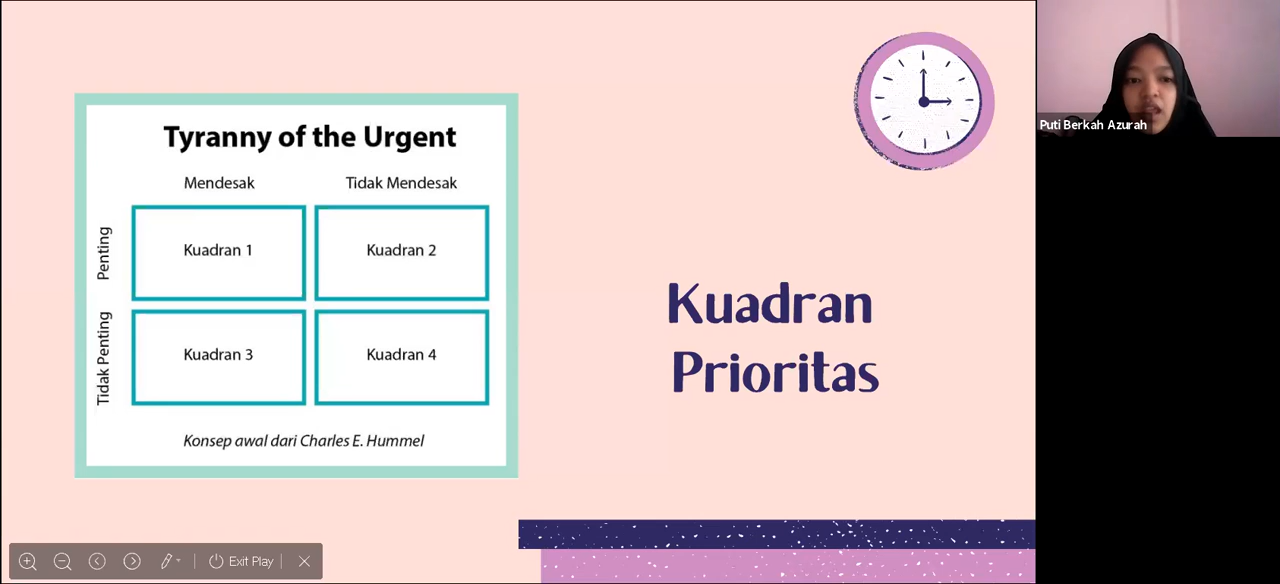 Tyranny of the Urgent
Mendesak
Tidak Mendesak
Penting
Kuadran 1
Kuadran 2
Tidak Penting
Kuadran 3
Kuadran 4
Konsep awal dari Charles E. Hummel
Kuadran
Prioritas
Puti Berkah Azurah
Exit Play